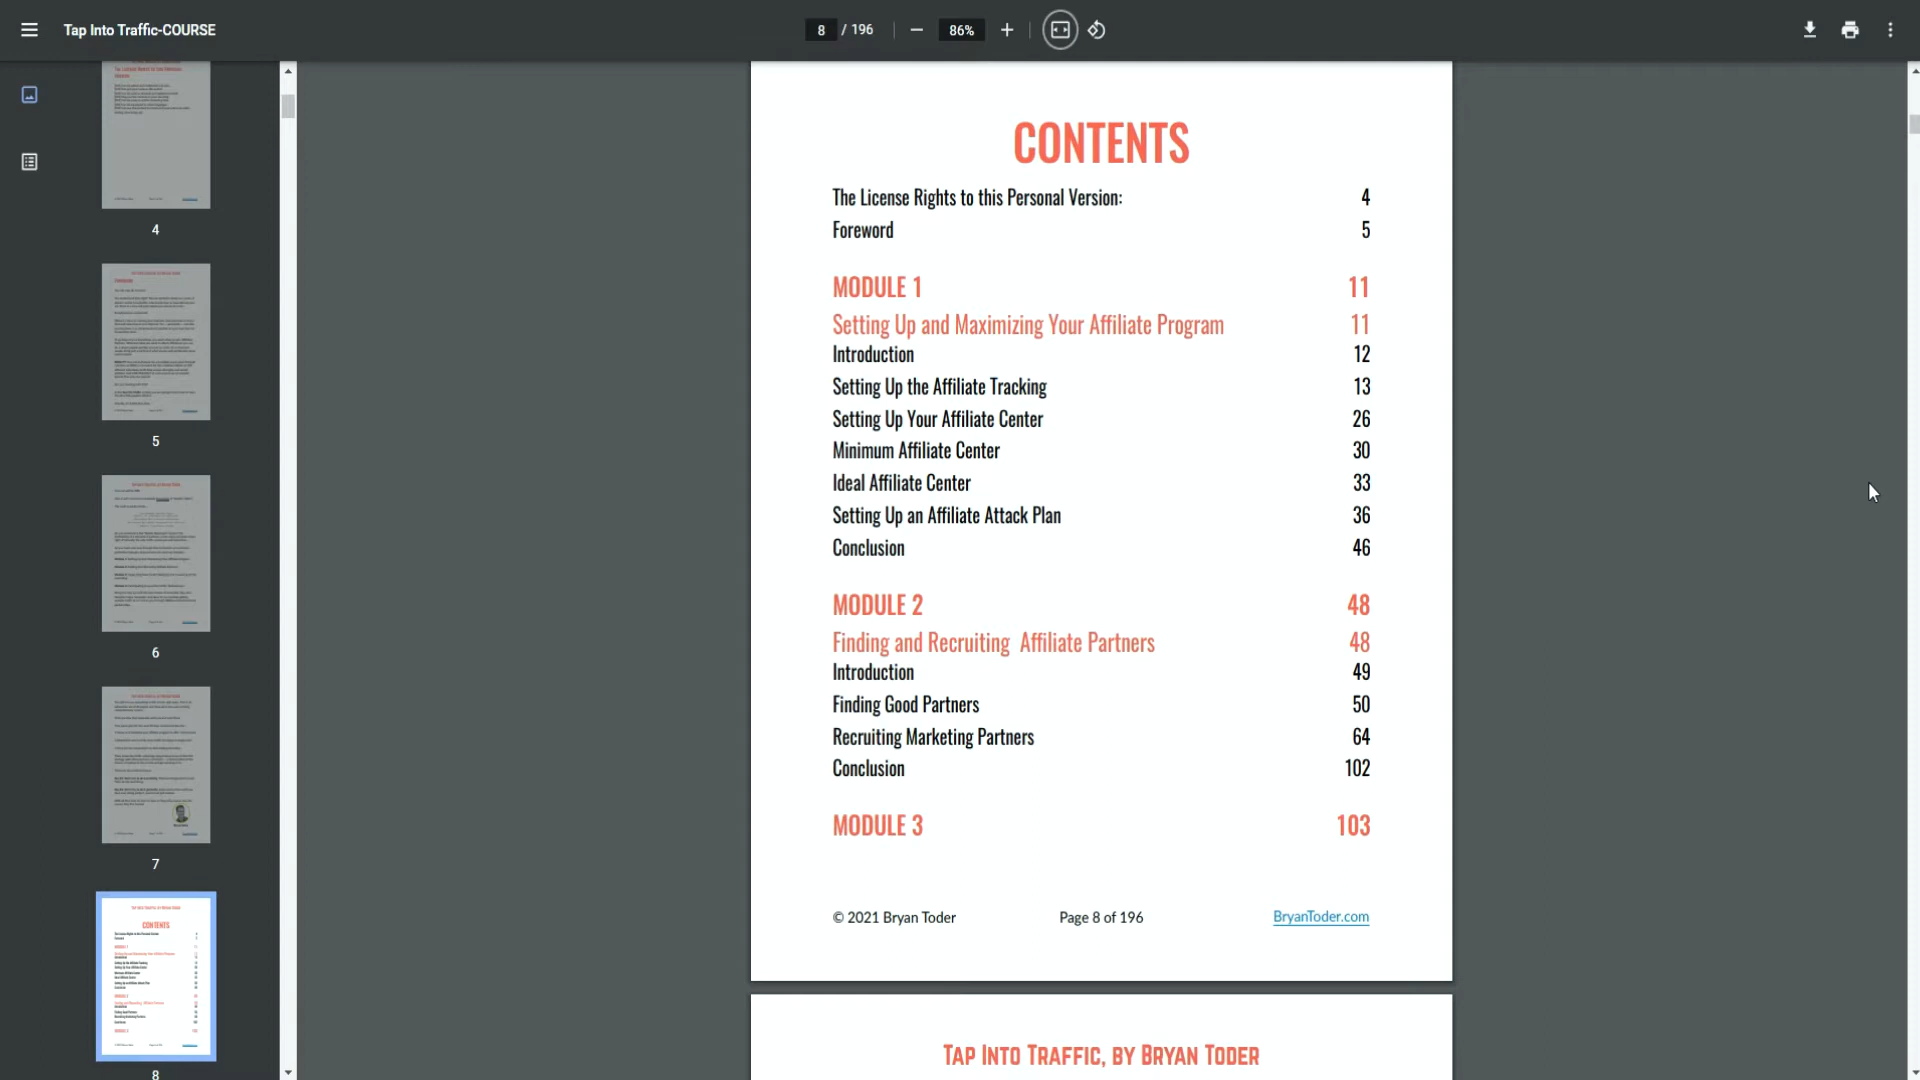 Tap Into Traffic-COURSE
8 / 196
86%
4
5
6
7
8
CONTENTS
The License Rights to this Personal Version: 4
Foreword 5
MODULE 1 11
Setting Up and Maximizing Your Affiliate Program 11
Introduction 12
Setting Up the Affiliate Tracking 13
Setting Up Your Affiliate Center 26
Minimum Affiliate Center 30
Ideal Affiliate Center 33
Setting Up an Affiliate Attack Plan 36
Conclusion 46
MODULE 2 48
Finding and Recruiting Affiliate Partners 48
Introduction 49
Finding Good Partners 50
Recruiting Marketing Partners 64
Conclusion 102
MODULE 3 103
© 2021 Bryan Toder Page 8 of 196 BryanToder.com
TAP INTO TRAFFIC, BY BRYAN TODER